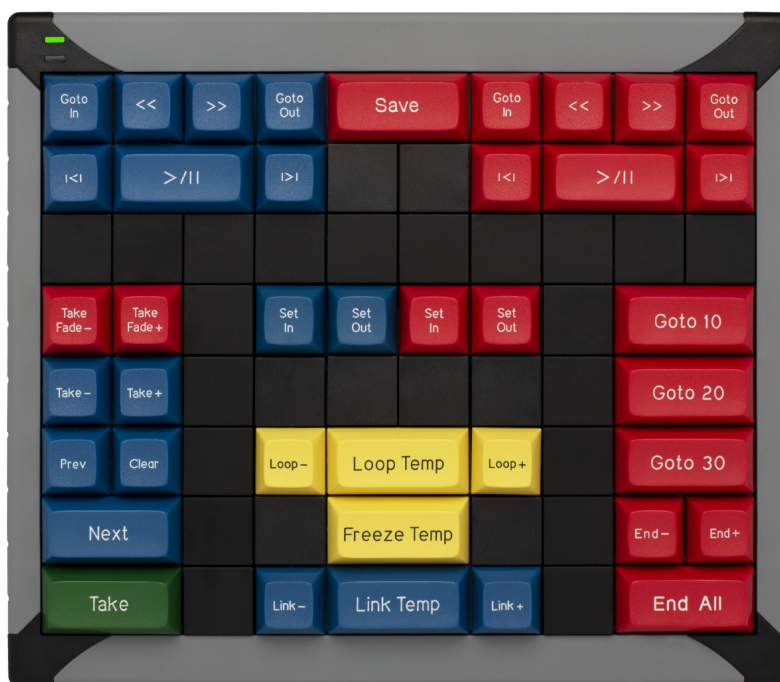 Goto
In
<<
>>
Goto
Out
Save
Goto
In
<<
>>
Goto
Out
I<I
>/II
I>I
I<I
>/II
I>I
Take
Fade-
Take
Fade+
Set
In
Set
Out
Set
In
Set
Out
Goto 10
Take-
Take+
Goto 20
Prev
Clear
Loop-
Loop Temp
Loop+
Goto 30
Next
Freeze Temp
End-
End+
Take
Link-
Link Temp
Link+
End All